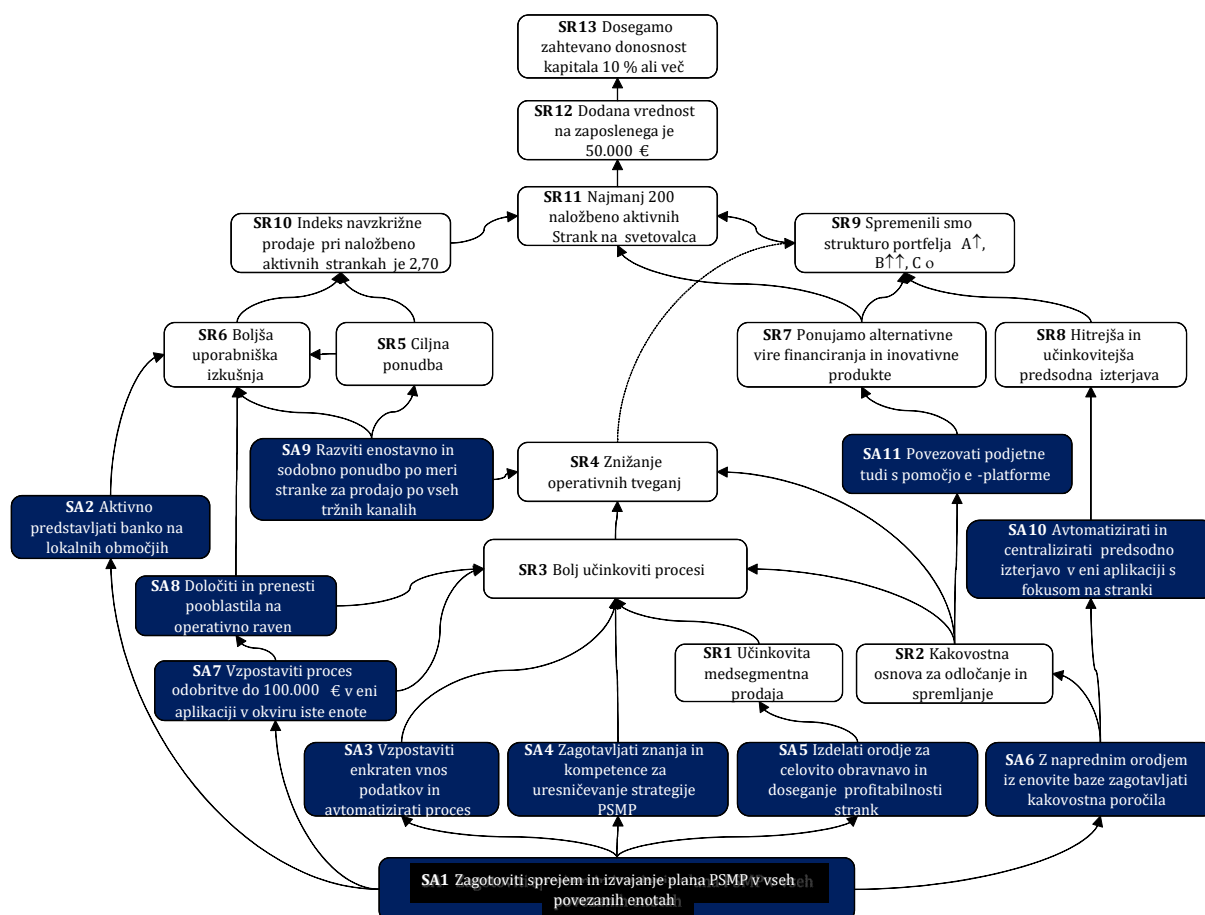 SR13 Dosegamo
zahtevano donosnost
kapitala 10 % ali več
SR12 Dodana vrednost
na zaposlenega je
50.000 €
SR11 Najmanj 200
naložbeno aktivnih
Strank na svetovalca
SR10 Indeks navzkrižne
prodaje pri naložbeno
aktivnih strankah je 2,70
SR9 Spremenili smo
strukturo portfelja A↑,
B↑↑, C o
SR6 Boljša
uporabniška
izkušnja
SR5 Ciljna
ponudba
SR7 Ponujamo alternativne
vire financiranja in inovativne
produkte
SR8 Hitrejša in
učinkovitejša
predsodna izterjava
SA9 Razviti enostavno in
sodobno ponudbo po meri
stranke za prodajo po vseh
tržnih kanalih
SR4 Znižanje
operativnih tveganj
SA11 Povezovati podjetne
tudi s pomočjo e -platforme
SA2 Aktivno
predstavljati banko na
lokalnih območjih
SA10 Avtomatizirati in
centralizirati predsodno
izterjavo v eni aplikaciji s
fokusom na stranki
SR3 Bolj učinkoviti procesi
SA8 Določiti in prenesti
pooblastila na
operativno raven
SR1 Učinkovita
medsegmentna
prodaja
SR2 Kakovostna
osnova za odločanje in
spremljanje
SA7 Vzpostaviti proces
odobritve do 100.000 € v eni
aplikaciji v okviru iste enote
SA3 Vzpostaviti
enkraten vnos
podatkov in
avtomatizirati proces
SA4 Zagotavljati znanja in
kompetence za
uresničevanje strategije
PSMP
SA5 Izdelati orodje za
celovito obravnavo in
doseganje profitabilnosti
strank
SA6 Z naprednim orodjem
iz enovite baze zagotavljati
kakovostna poročila
SA1 Zagotoviti sprejem in izvajanje plana PSMP v vseh
povezanih enotah